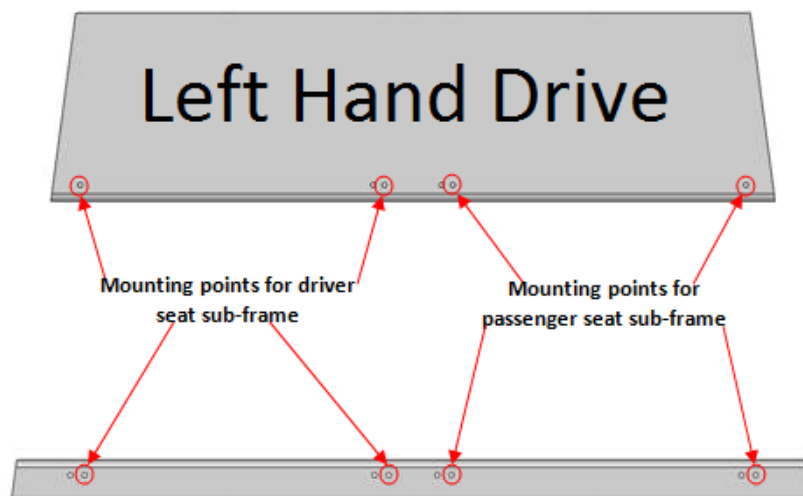 Left Hand Drive
Mounting points for driver
seat sub-frame
Mounting points for
passenger seat sub-frame